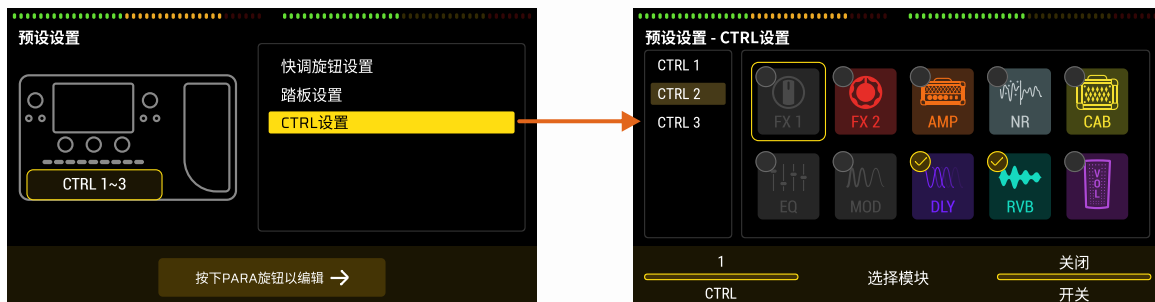 预设设置
快调旋钮设置
踏板设置
CTRL设置
CTRL 1~3
按下PARA旋钮以编辑
预设设置 - CTRL设置
CTRL 1
CTRL 2
CTRL 3
FX 1
FX 2
AMP
NR
CAB
EQ
MOD
DLY
RVB
VOL
1
CTRL
选择模块
关闭
开关